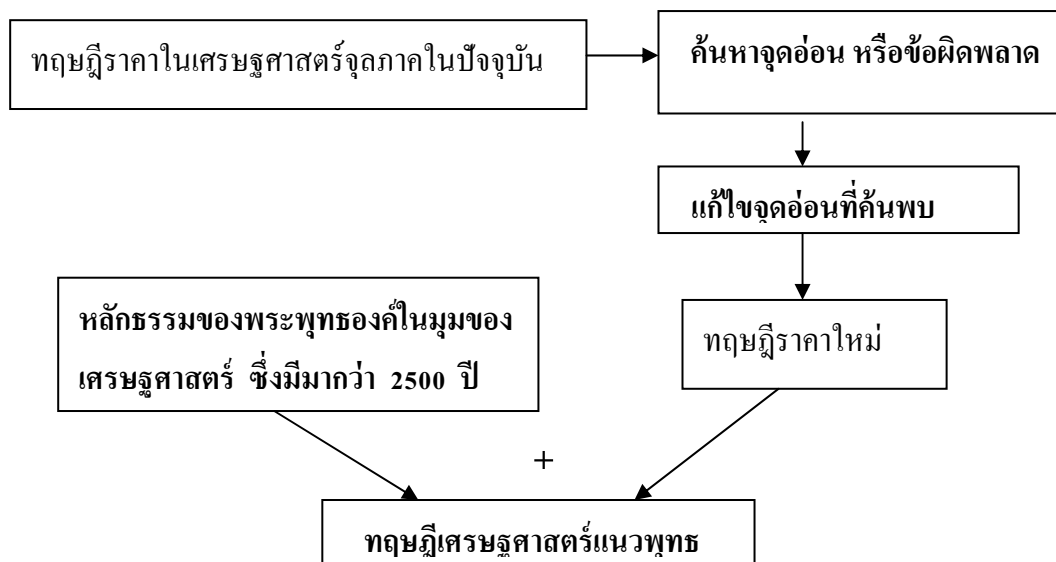 ทฤษฎีราคาในเศรษฐศาสตร์จุลภาคในปัจจุบัน
ค้นหาจุดอ่อน หรือข้อผิดพลาด
แก้ไขจุดอ่อนที่ค้นพบ
หลักธรรมของพระพุทธองค์ในมุมของ
เศรษฐศาสตร์ ซึ่งมีมากว่า 2500 ปี
ทฤษฎีราคาใหม่
+
ทฤษฎีเศรษฐศาสตร์แนวพุทธ